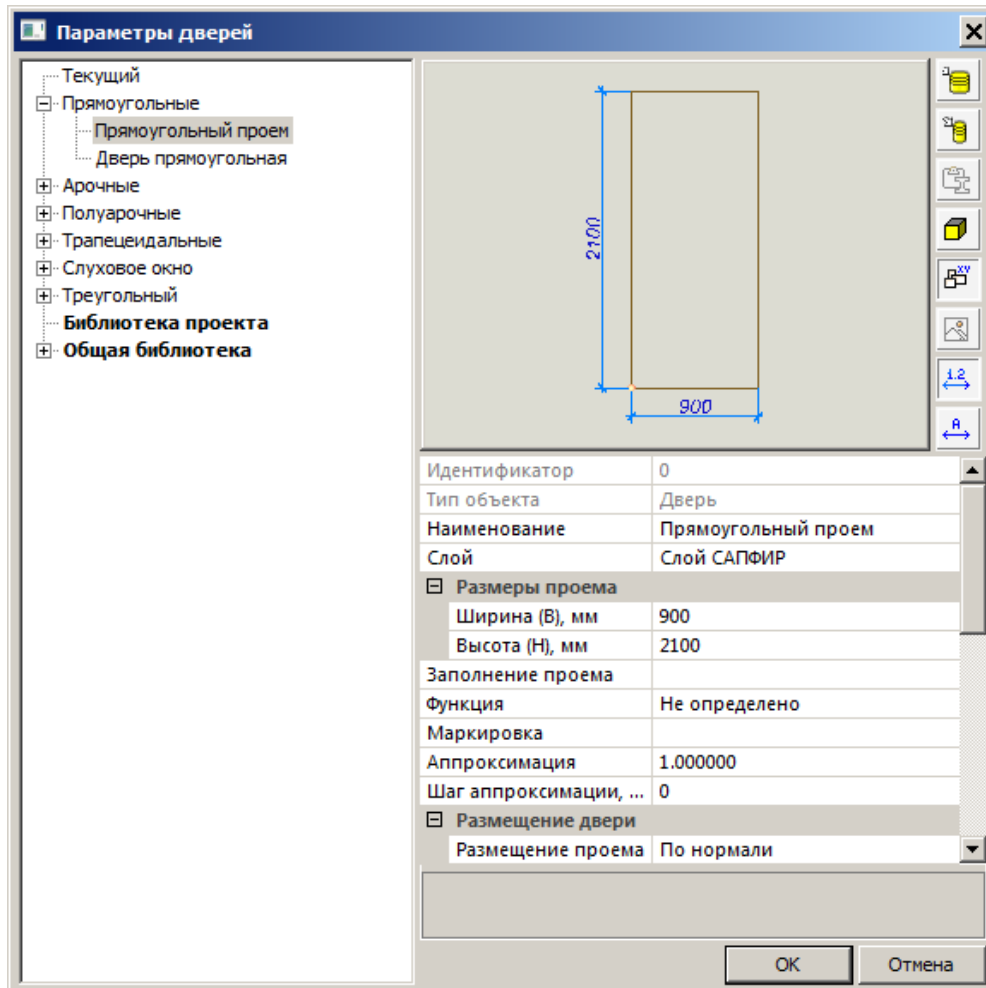 Параметры дверей
Текущий
Прямоугольные
Прямоугольный проем
Дверь прямоугольная
Арочные
Полуарочные
Трапецеидальные
Слуховое окно
Треугольный
Библиотека проекта
Общая библиотека
2100
900
xy
1.2
A
Идентификатор 0
Тип объекта Дверь
Наименование Прямоугольный проем
Слой Слой САПФИР
Размеры проема
Ширина (B), мм 900
Высота (H), мм 2100
Заполнение проема
Функция Не определено
Маркировка
Аппроксимация 1.000000
Шаг аппроксимации, ... 0
Размещение двери
Размещение проема По нормали
OK Отмена